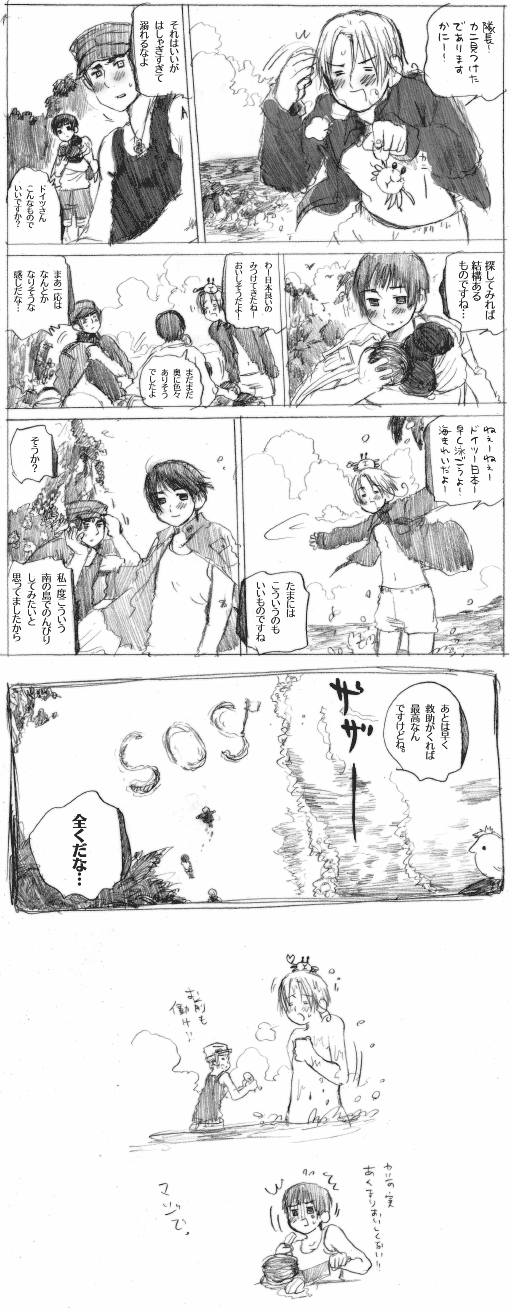 隊長!
カニ見つけた
であります
かにー!
それはいいが
はしゃぎすぎて
溺れるなよ
ドイツさん
こんなもので
いいですか?
探してみれば
結構ある
ものですね…
わー日本良いの
みつけてきたね!
おいしそうだよー
まだまだ
奥に色々
ありそう
でしたよ
まあ一応は
なんとか
なりそうな
感じだな…
ねぇーねぇー
ドイツー日本ー
早く泳ごうよ!
海きれいだよー
たまには
こういうのも
いいものですね
そうか?
私一度こういう
南の島でのんびり
してみたいと
思ってましたから
あとは早く
救助がくれば
最高なん
ですけどね。
ザザーー
SOS
全くだな…
お前も
働け!!
カニの実
あんまりおいしくない!!
マジで。